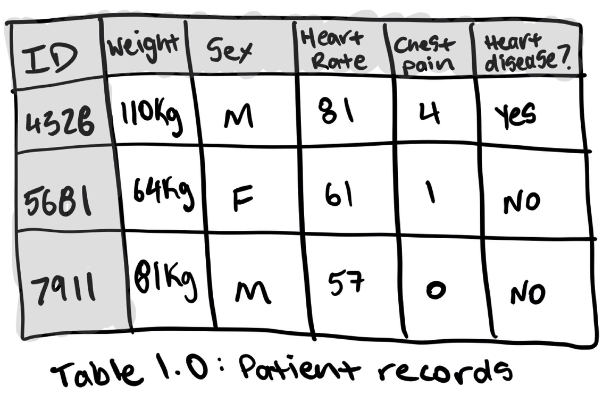 ID Weight Sex Heart Rate Chest pain Heart disease?
4326 110Kg M 81 4 Yes
5681 64Kg F 61 1 NO
7911 81Kg M 57 0 NO
Table 1.0: Patient records